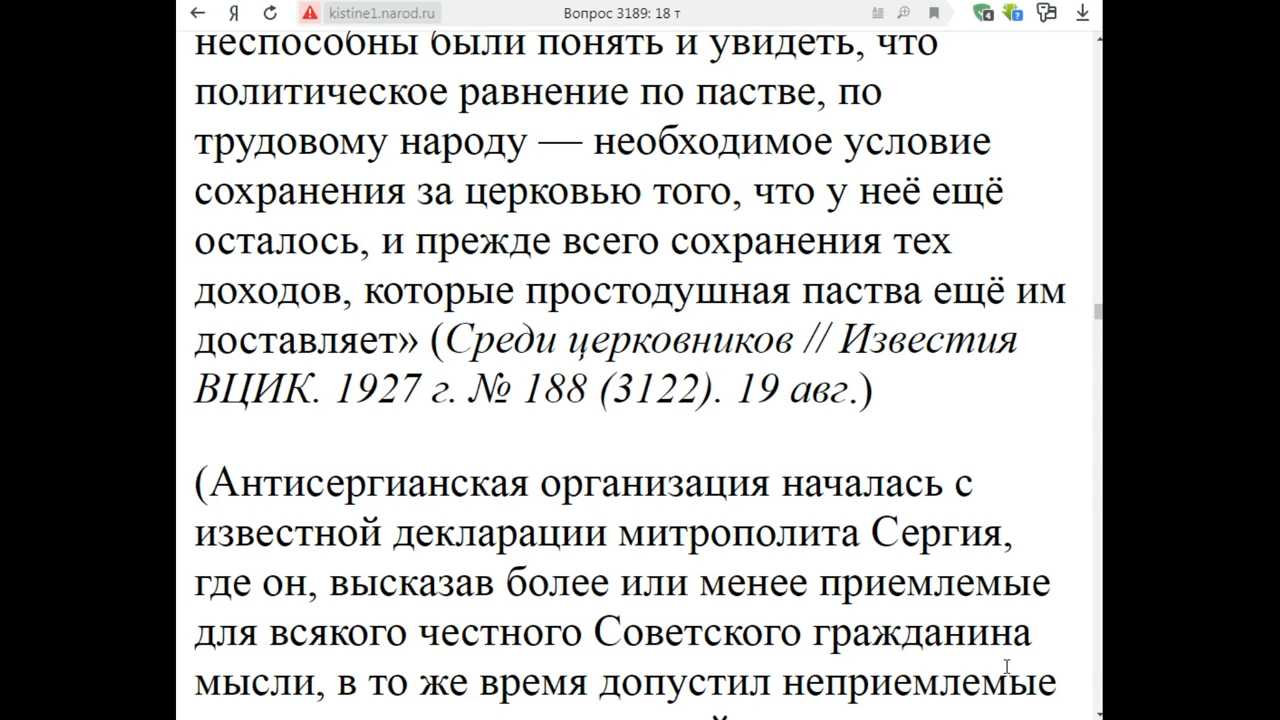 kistine1.narod.ru
Вопрос 3189: 18 т
неспособны были понять и увидеть, что
политическое равнение по пастве, по
трудовому народу — необходимое условие
сохранения за церковью того, что у неё ещё
осталось, и прежде всего сохранения тех
доходов, которые простодушная паства ещё им
доставляет» (Среди церковников // Известия
ВЦИК. 1927 г. № 188 (3122). 19 авг.)
(Антисергианская организация началась с
известной декларации митрополита Сергия,
где он, высказав более или менее приемлемые
для всякого честного Советского гражданина
мысли, в то же время допустил неприемлемые